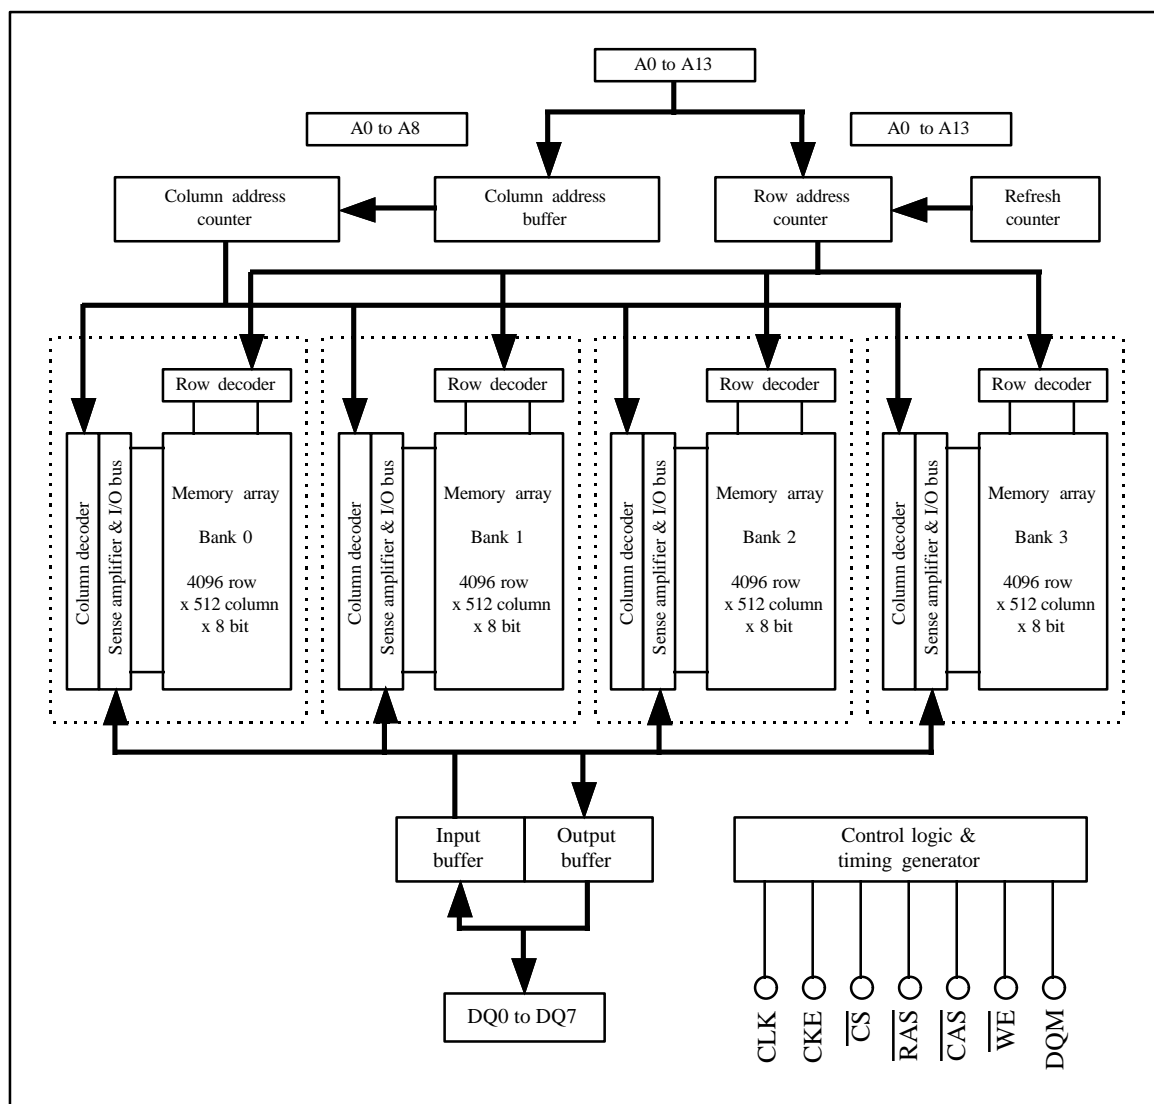 A0 to A13
A0 to A8
A0 to A13
Column address
counter
Column address
buffer
Row address
counter
Refresh
counter
Row decoder
Row decoder
Row decoder
Row decoder
Column decoder
Sense amplifier & I/O bus
Memory array
Bank 0
4096 row
x 512 column
x 8 bit
Column decoder
Sense amplifier & I/O bus
Memory array
Bank 1
4096 row
x 512 column
x 8 bit
Column decoder
Sense amplifier & I/O bus
Memory array
Bank 2
4096 row
x 512 column
x 8 bit
Column decoder
Sense amplifier & I/O bus
Memory array
Bank 3
4096 row
x 512 column
x 8 bit
Input
buffer
Output
buffer
Control logic &
timing generator
DQ0 to DQ7
CLK
CKE
C̅S̅
R̅A̅S̅
C̅A̅S̅
W̅E̅
DQM